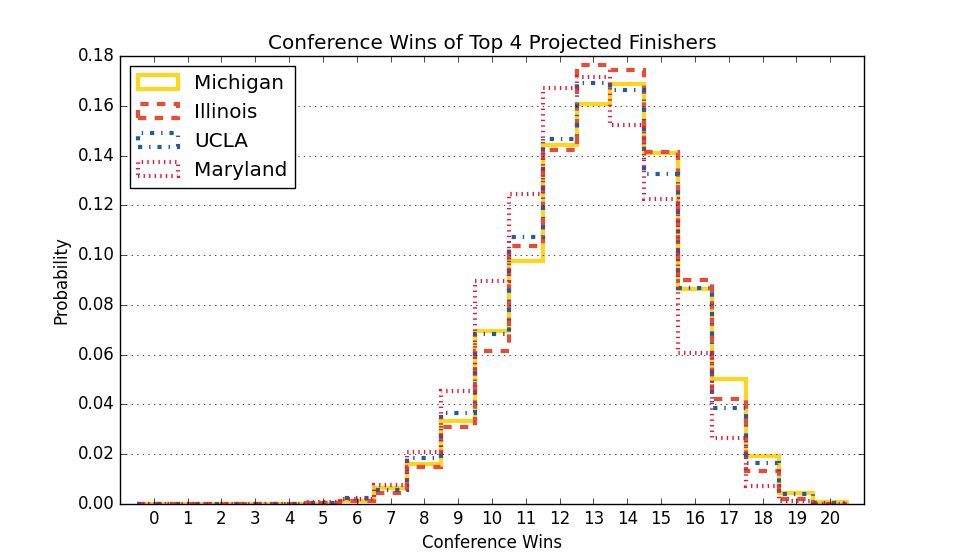 Conference Wins of Top 4 Projected Finishers
Michigan
Illinois
UCLA
Maryland
Probability
0.18
0.16
0.14
0.12
0.10
0.08
0.06
0.04
0.02
0.00
0 1 2 3 4 5 6 7 8 9 10 11 12 13 14 15 16 17 18 19 20
Conference Wins